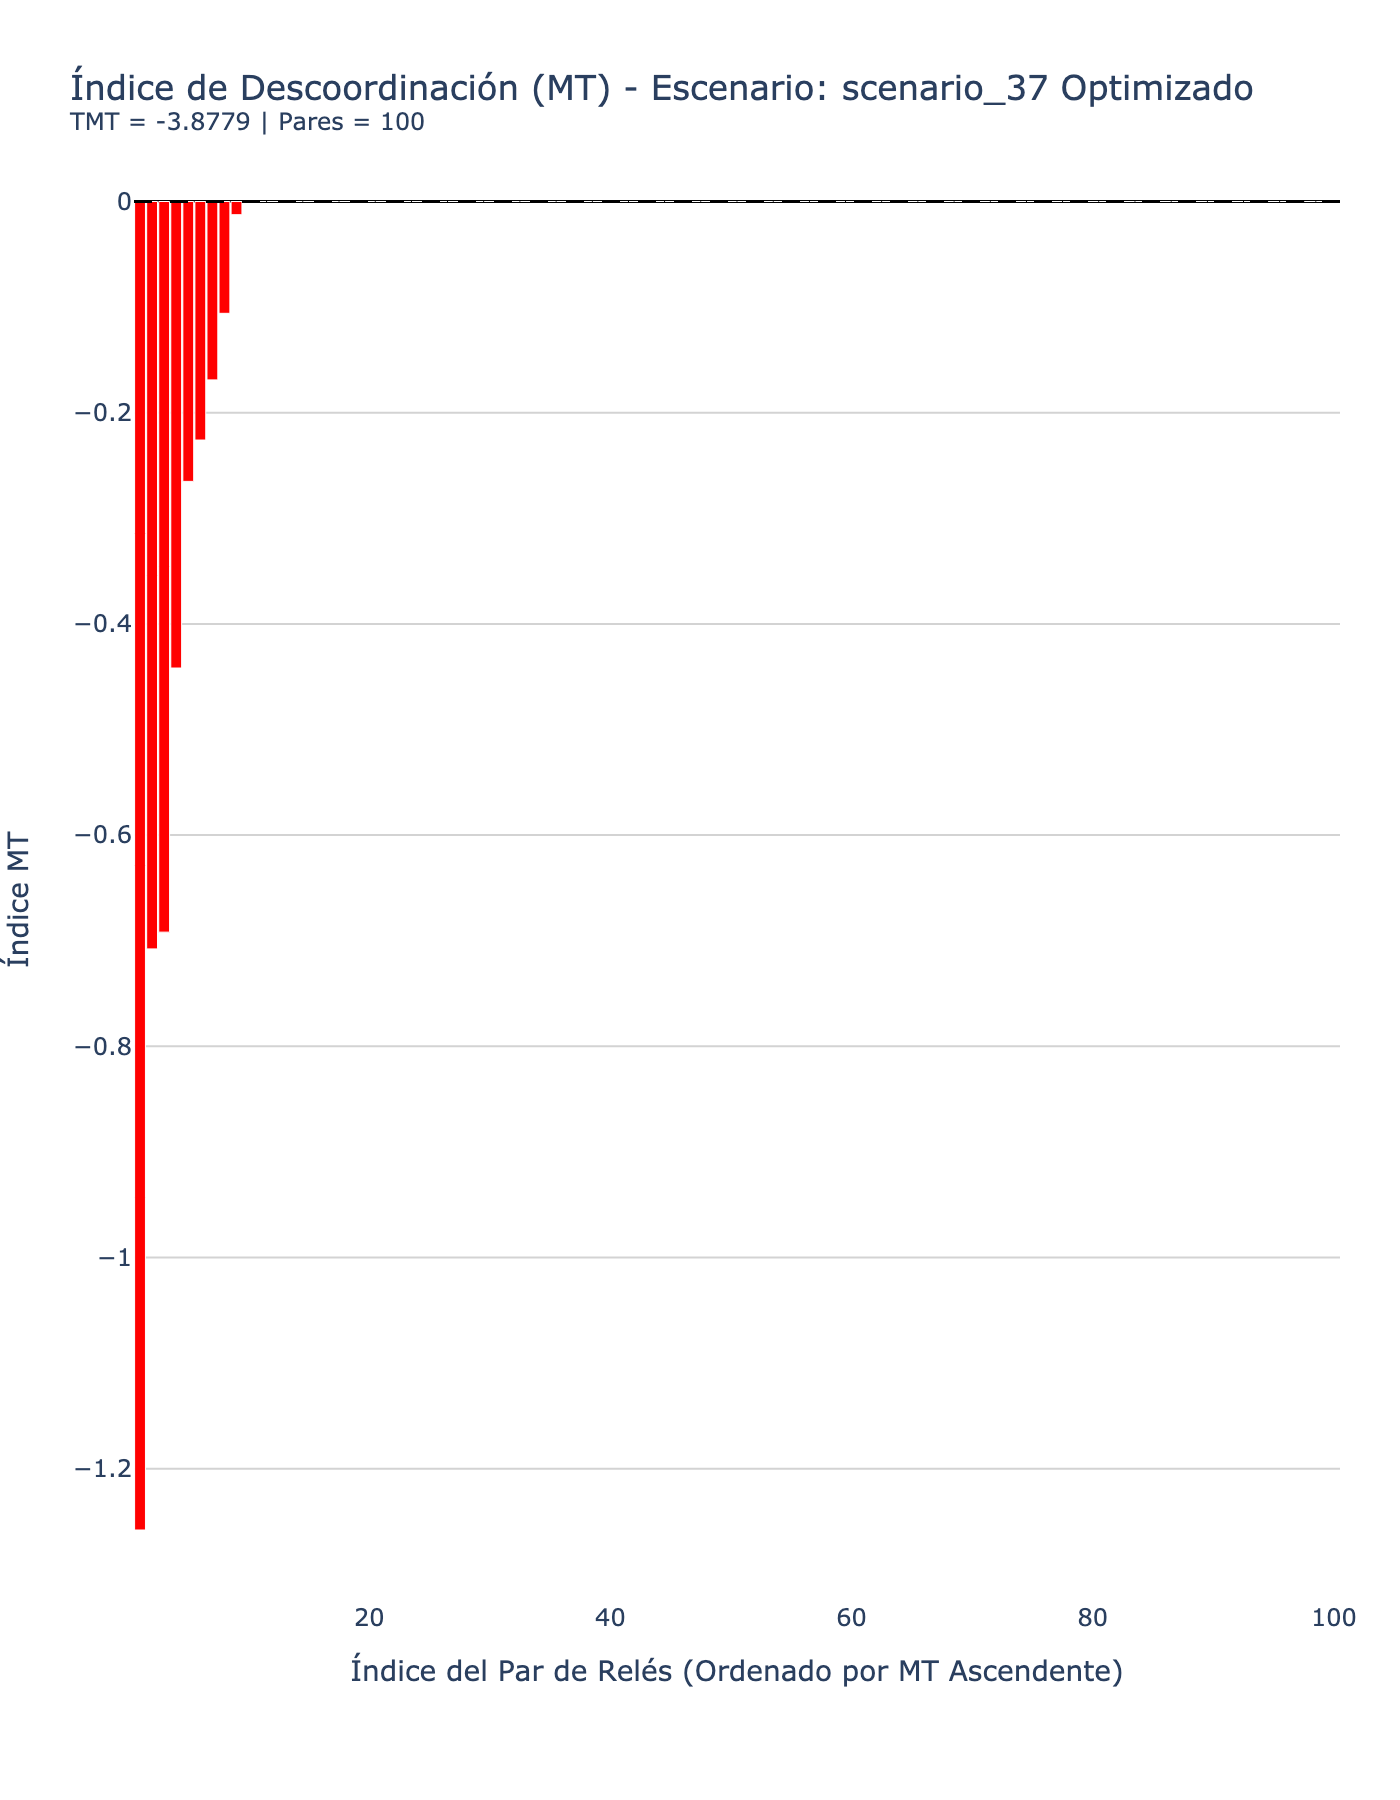 Índice de Descoordinación (MT) - Escenario: scenario_37 Optimizado
TMT = -3.8779 | Pares = 100
0
−0.2
−0.4
−0.6
−0.8
−1
−1.2
Índice MT
20 40 60 80 100
Índice del Par de Relés (Ordenado por MT Ascendente)